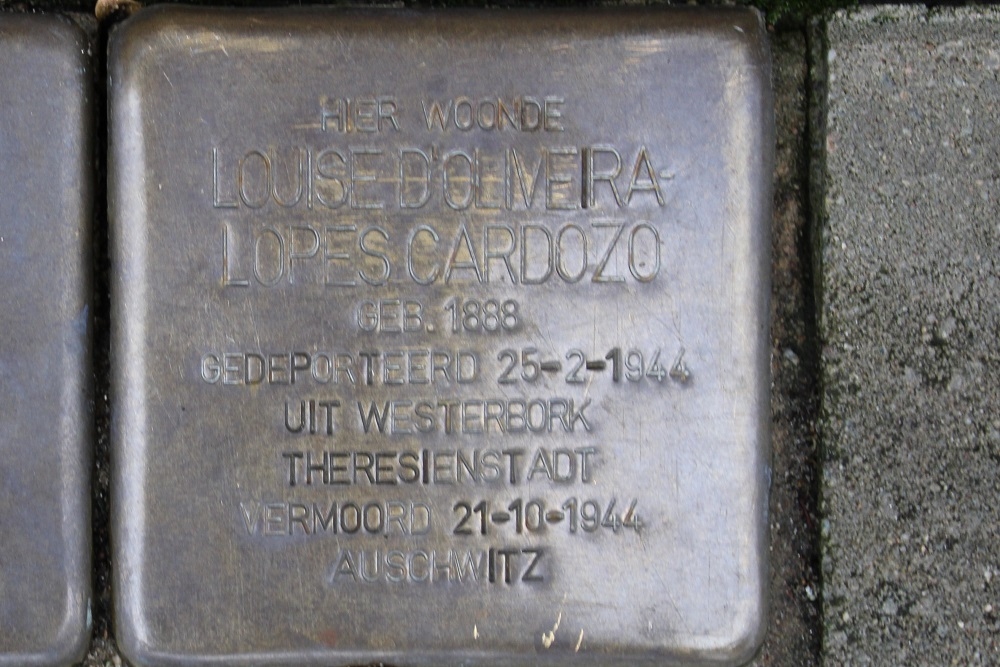 HIER WOONDE
LOUISE D'OLIVEIRA
LOPES CARDOZO
GEB. 1888
GEDEPORTEERD 25-2-1944
UIT WESTERBORK
THERESIENSTADT
VERMOORD 21-10-1944
AUSCHWITZ